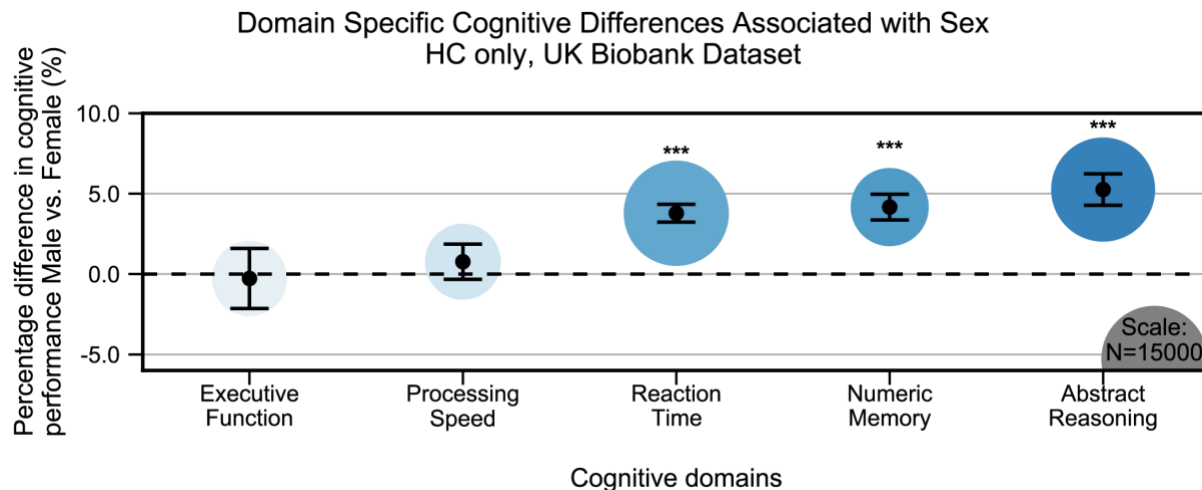 Domain Specific Cognitive Differences Associated with Sex
HC only, UK Biobank Dataset
Percentage difference in cognitive
performance Male vs. Female (%)
10.0
5.0
0.0
-5.0
***
***
***
Scale:
N=15000
Executive
Function
Processing
Speed
Reaction
Time
Numeric
Memory
Abstract
Reasoning
Cognitive domains